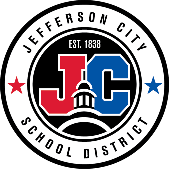 JEFFERSON CITY
EST. 1838
JC
SCHOOL DISTRICT